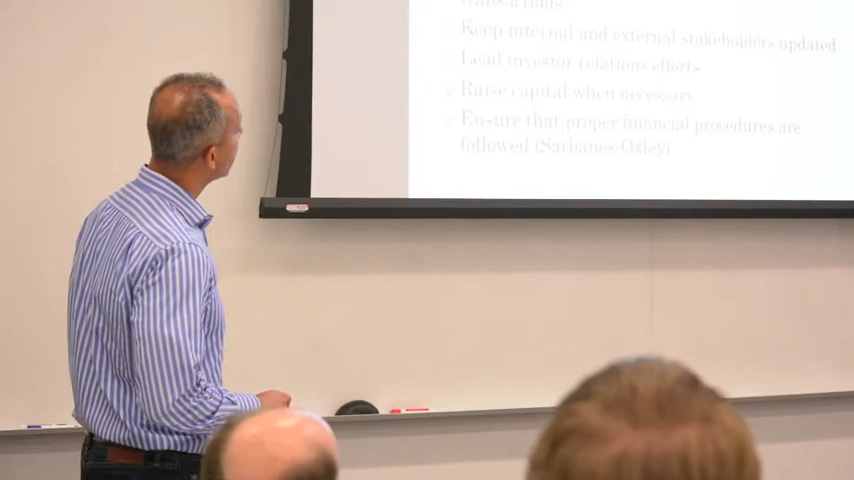 Keep internal and external stakeholders updated
Lead investor relations efforts
Raise capital when necessary
Ensure that proper financial procedures are
followed (Sarbanes-Oxley)